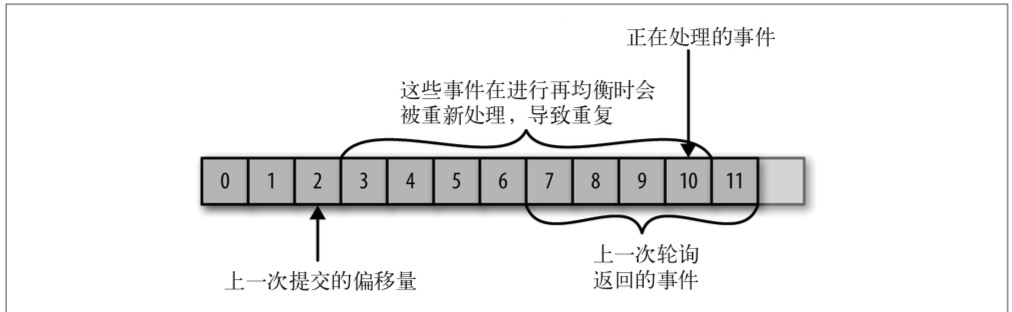 正在处理的事件
这些事件在进行再均衡时会
被重新处理，导致重复
0 1 2 3 4 5 6 7 8 9 10 11
上一次提交的偏移量
上一次轮询
返回的事件